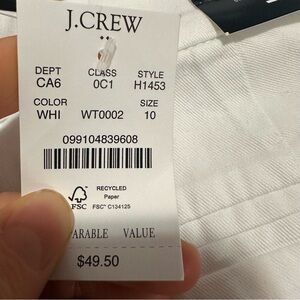 J.CREW
DEPT CLASS STYLE
CA6 0C1 H1453
COLOR SIZE
WHI WT0002 10
099104839608
RECYCLED
Paper
FSC FSC® C134125
ARABLE VALUE
$49.50